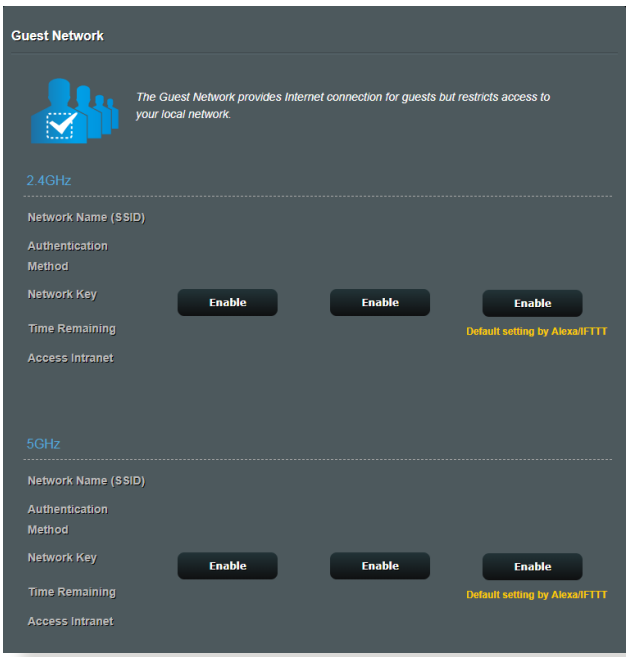 Guest Network
The Guest Network provides Internet connection for guests but restricts access to
your local network.
2.4GHz
Network Name (SSID)
Authentication
Method
Network Key
Enable Enable Enable
Time Remaining
Default setting by Alexa/IFTTT
Access Intranet
5GHz
Network Name (SSID)
Authentication
Method
Network Key
Enable Enable Enable
Time Remaining
Default setting by Alexa/IFTTT
Access Intranet